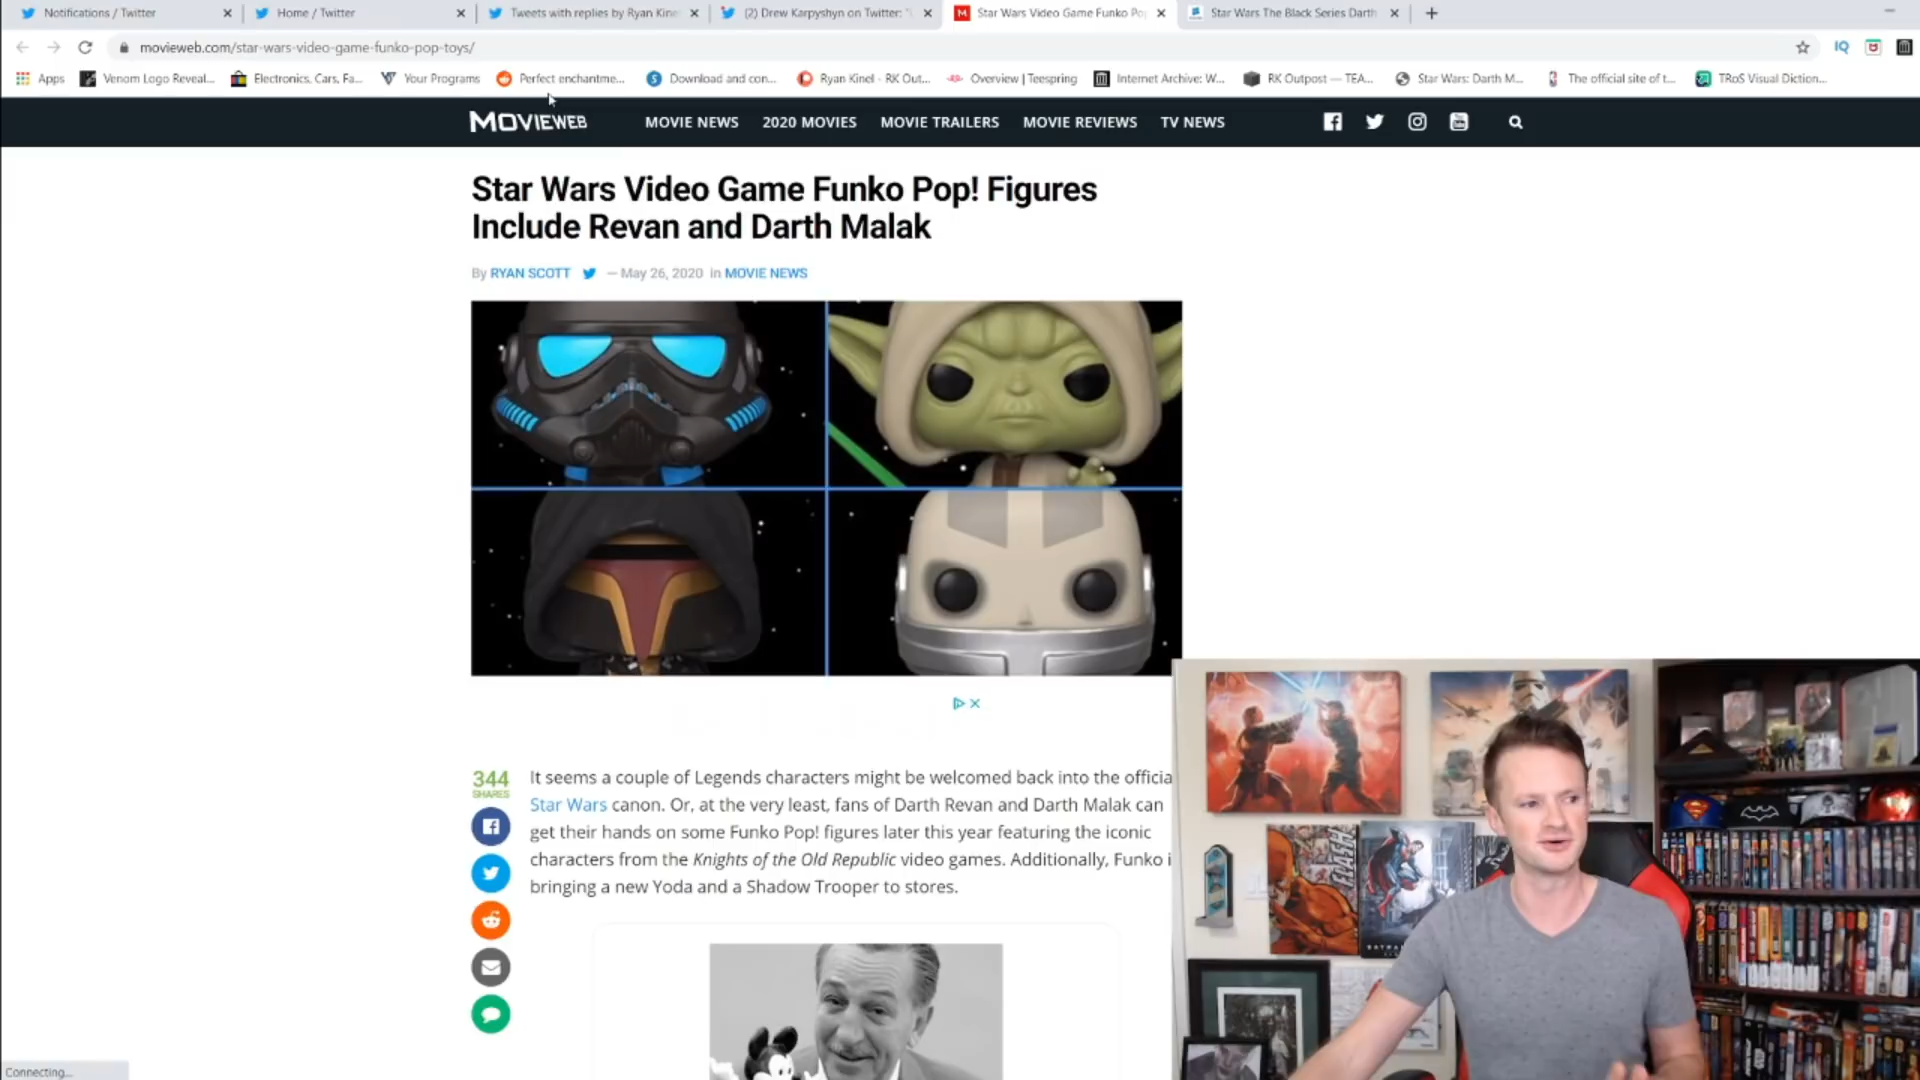 Notifications / Twitter
Home / Twitter
Tweets with replies by Ryan Kine
(2) Drew Karpyshyn on Twitter: "
Star Wars Video Game Funko Po
Star Wars The Black Series Darth
movieweb.com/star-wars-video-game-funko-pop-toys/
IQ
Apps
Venom Logo Reveal...
Electronics, Cars, Fa...
Your Programs
Perfect enchantme...
Download and con...
Ryan Kinel - RK Out...
Overview | Teespring
Internet Archive: W...
RK Outpost — TEA...
Star Wars: Darth M...
The official site of t...
TRoS Visual Diction...
MOVIEWEB
MOVIE NEWS
2020 MOVIES
MOVIE TRAILERS
MOVIE REVIEWS
TV NEWS
Star Wars Video Game Funko Pop! Figures
Include Revan and Darth Malak
By RYAN SCOTT — May 26, 2020 in MOVIE NEWS
344
SHARES
It seems a couple of Legends characters might be welcomed back into the officia
Star Wars canon. Or, at the very least, fans of Darth Revan and Darth Malak can
get their hands on some Funko Pop! figures later this year featuring the iconic
characters from the Knights of the Old Republic video games. Additionally, Funko i
bringing a new Yoda and a Shadow Trooper to stores.
Connecting...